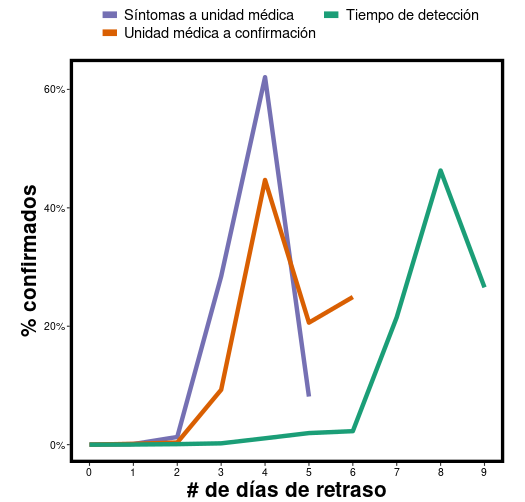 Síntomas a unidad médica
Tiempo de detección
Unidad médica a confirmación
60%
40%
20%
0%
% confirmados
0 1 2 3 4 5 6 7 8 9
# de días de retraso